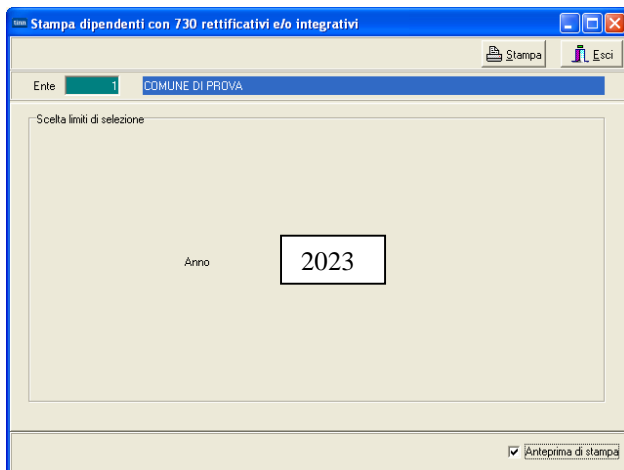 Stampa dipendenti con 730 rettificativi e/o integrativi
Stampa Esci
Ente 1 COMUNE DI PROVA
Scelta limiti di selezione
Anno 2023
Anteprima di stampa